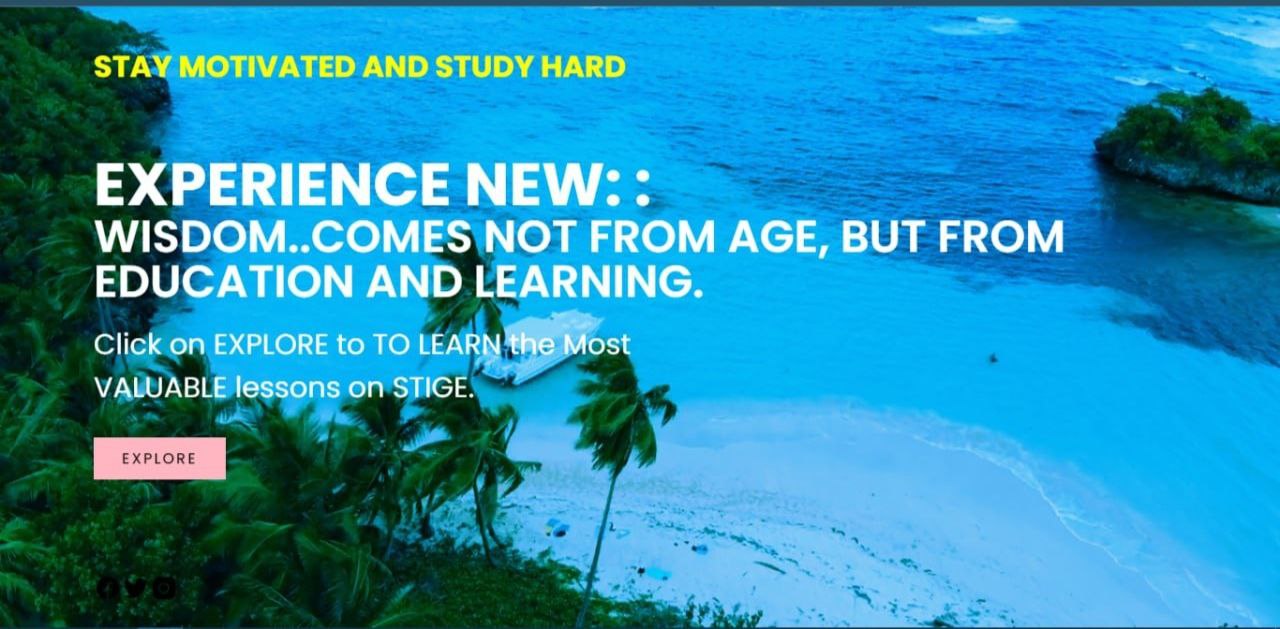 STAY MOTIVATED AND STUDY HARD
EXPERIENCE NEW: :
WISDOM..COMES NOT FROM AGE, BUT FROM
EDUCATION AND LEARNING.
Click on EXPLORE to TO LEARN the Most
VALUABLE lessons on STIGE.
EXPLORE